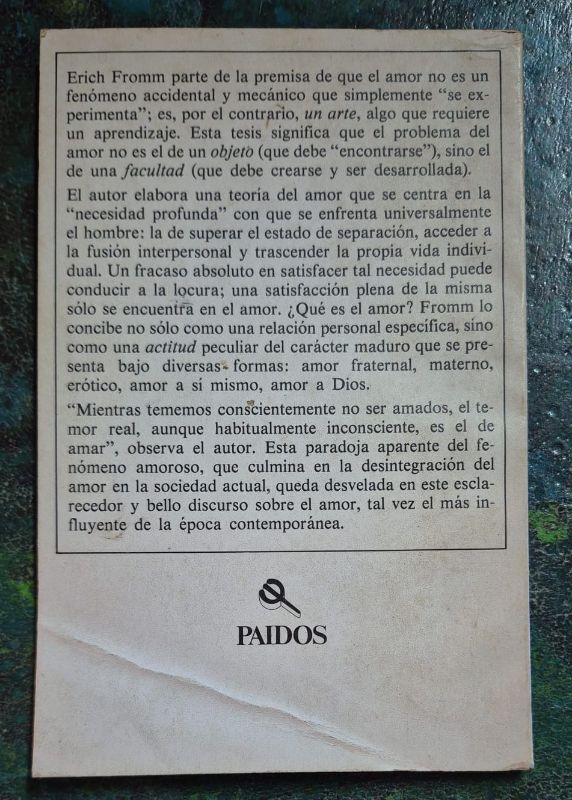 Erich Fromm parte de la premisa de que el amor no es un
fenómeno accidental y mecánico que simplemente “se ex-
perimenta”; es, por el contrario, un arte, algo que requiere
un aprendizaje. Esta tesis significa que el problema del
amor no es el de un objeto (que debe “encontrarse”), sino el
de una facultad (que debe crearse y ser desarrollada).
El autor elabora una teoría del amor que se centra en la
“necesidad profunda” con que se enfrenta universalmente
el hombre: la de superar el estado de separación, acceder a
la fusión interpersonal y trascender la propia vida indivi-
dual. Un fracaso absoluto en satisfacer tal necesidad puede
conducir a la locura; una satisfacción plena de la misma
sólo se encuentra en el amor. ¿Qué es el amor? Fromm lo
concibe no sólo como una relación personal específica, sino
como una actitud peculiar del carácter maduro que se pre-
senta bajo diversas formas: amor fraternal, materno,
erótico, amor a sí mismo, amor a Dios.
“Mientras tememos conscientemente no ser amados, el te-
mor real, aunque habitualmente inconsciente, es el de
amar”, observa el autor. Esta paradoja aparente del fe-
nómeno amoroso, que culmina en la desintegración del
amor en la sociedad actual, queda desvelada en este escla-
recedor y bello discurso sobre el amor, tal vez el más in-
fluyente de la época contemporánea.
PAIDOS